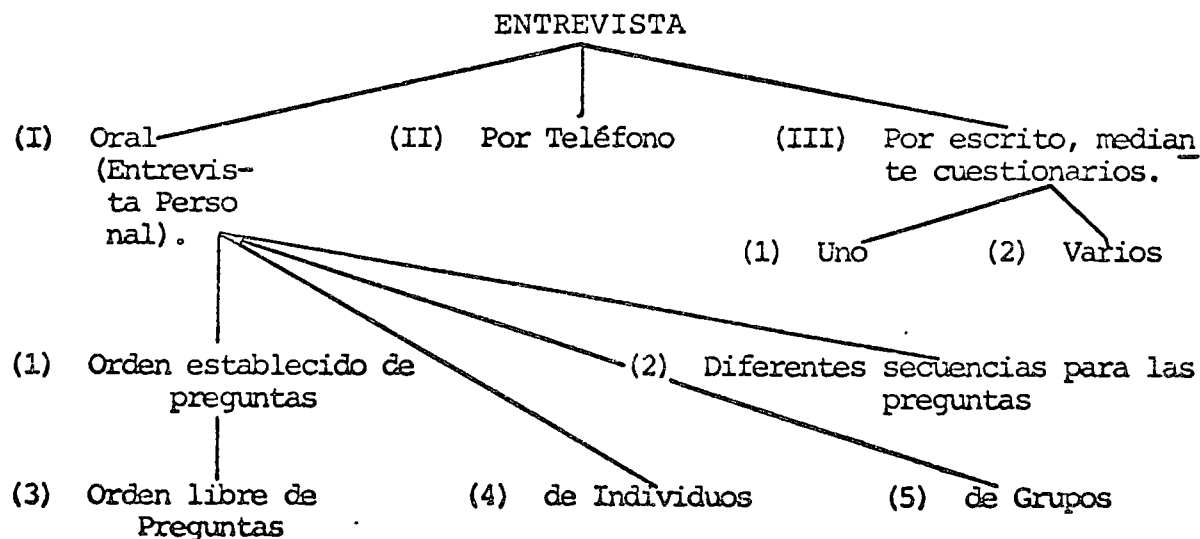 ENTREVISTA
(I) Oral (II) Por Teléfono (III) Por escrito, median
(Entrevis- te cuestionarios.
ta Perso
nal).
(1) Uno (2) Varios
(1) Orden establecido de (2) Diferentes secuencias para las
preguntas preguntas
(3) Orden libre de (4) de Individuos (5) de Grupos
Preguntas